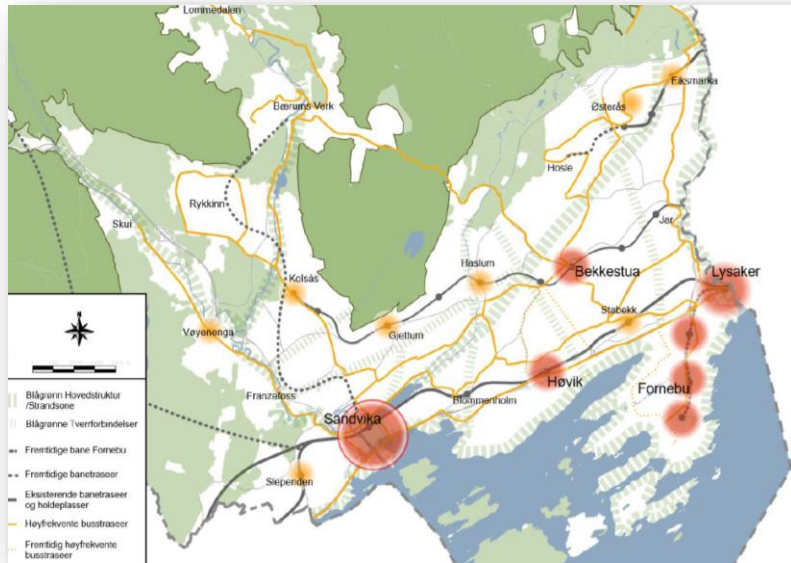 Lommedalen
Eiksmarka
Østerås
Bærums Verk
Hosle
Rykkinn
Skui
Jar
Haslum
Bekkestua
Lysaker
Kolsås
Stabekk
Vøyenenga
Gjettum
Høvik
Fornebu
Franzefoss
Blommenholm
Sandvika
Slependen
N
Blågrønn Hovedstruktur
/Strandsone
Blågrønne Tverrforbindelser
Fremtidige bane Fornebu
Fremtidige banetraseer
Eksisterende banetraseer
og holdeplasser
Høyfrekvente busstraseer
Fremtidig høyfrekvente
busstraseer